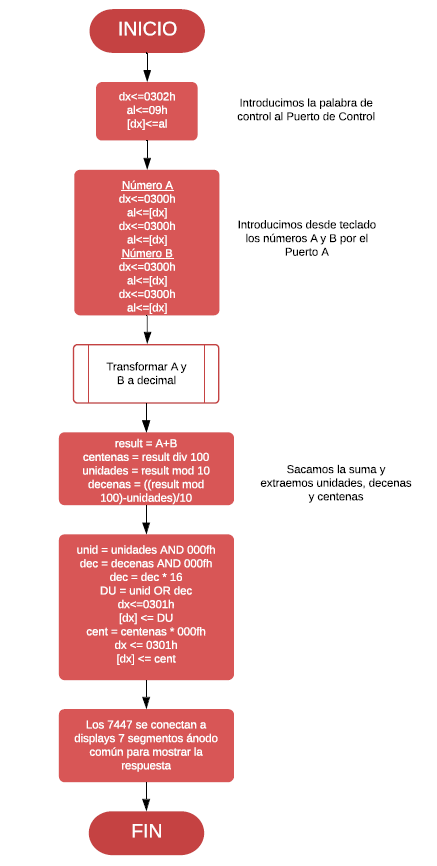 INICIO
dx<=0302h
al<=09h
[dx]<=al
Introducimos la palabra de
control al Puerto de Control
Número A
dx<=0300h
al<=[dx]
dx<=0300h
al<=[dx]
Número B
dx<=0300h
al<=[dx]
dx<=0300h
al<=[dx]
Introducimos desde teclado
los números A y B por el
Puerto A
Transformar A y
B a decimal
result = A+B
centenas = result div 100
unidades = result mod 10
decenas = ((result mod
100)-unidades)/10
Sacamos la suma y
extraemos unidades, decenas
y centenas
unid = unidades AND 000fh
dec = decenas AND 000fh
dec = dec * 16
DU = unid OR dec
dx<=0301h
[dx] <= DU
cent = centenas * 000fh
dx <= 0301h
[dx] <= cent
Los 7447 se conectan a
displays 7 segmentos ánodo
común para mostrar la
respuesta
FIN